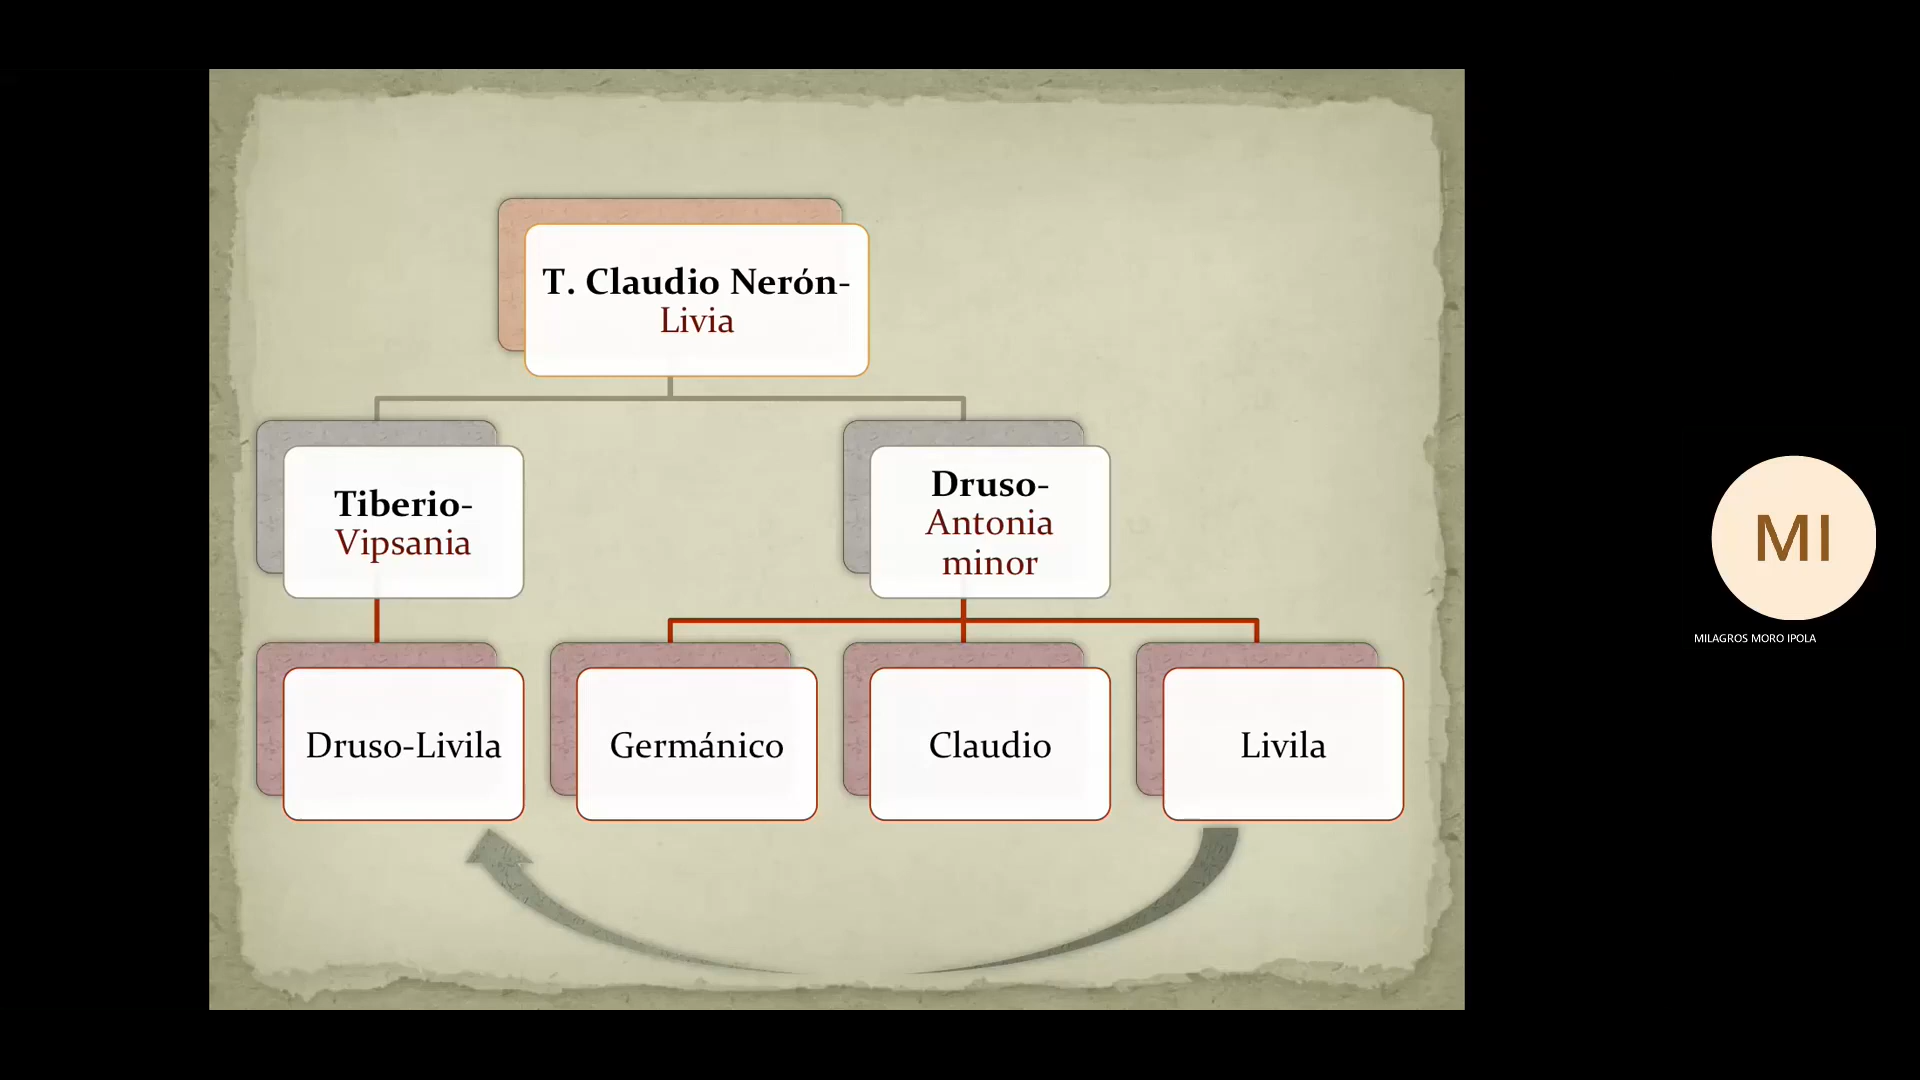 T. Claudio Nerón-
Livia
Tiberio-
Vipsania
Druso-
Antonia
minor
Druso-Livila
Germánico
Claudio
Livila
MI
MILAGROS MORO IPOLA